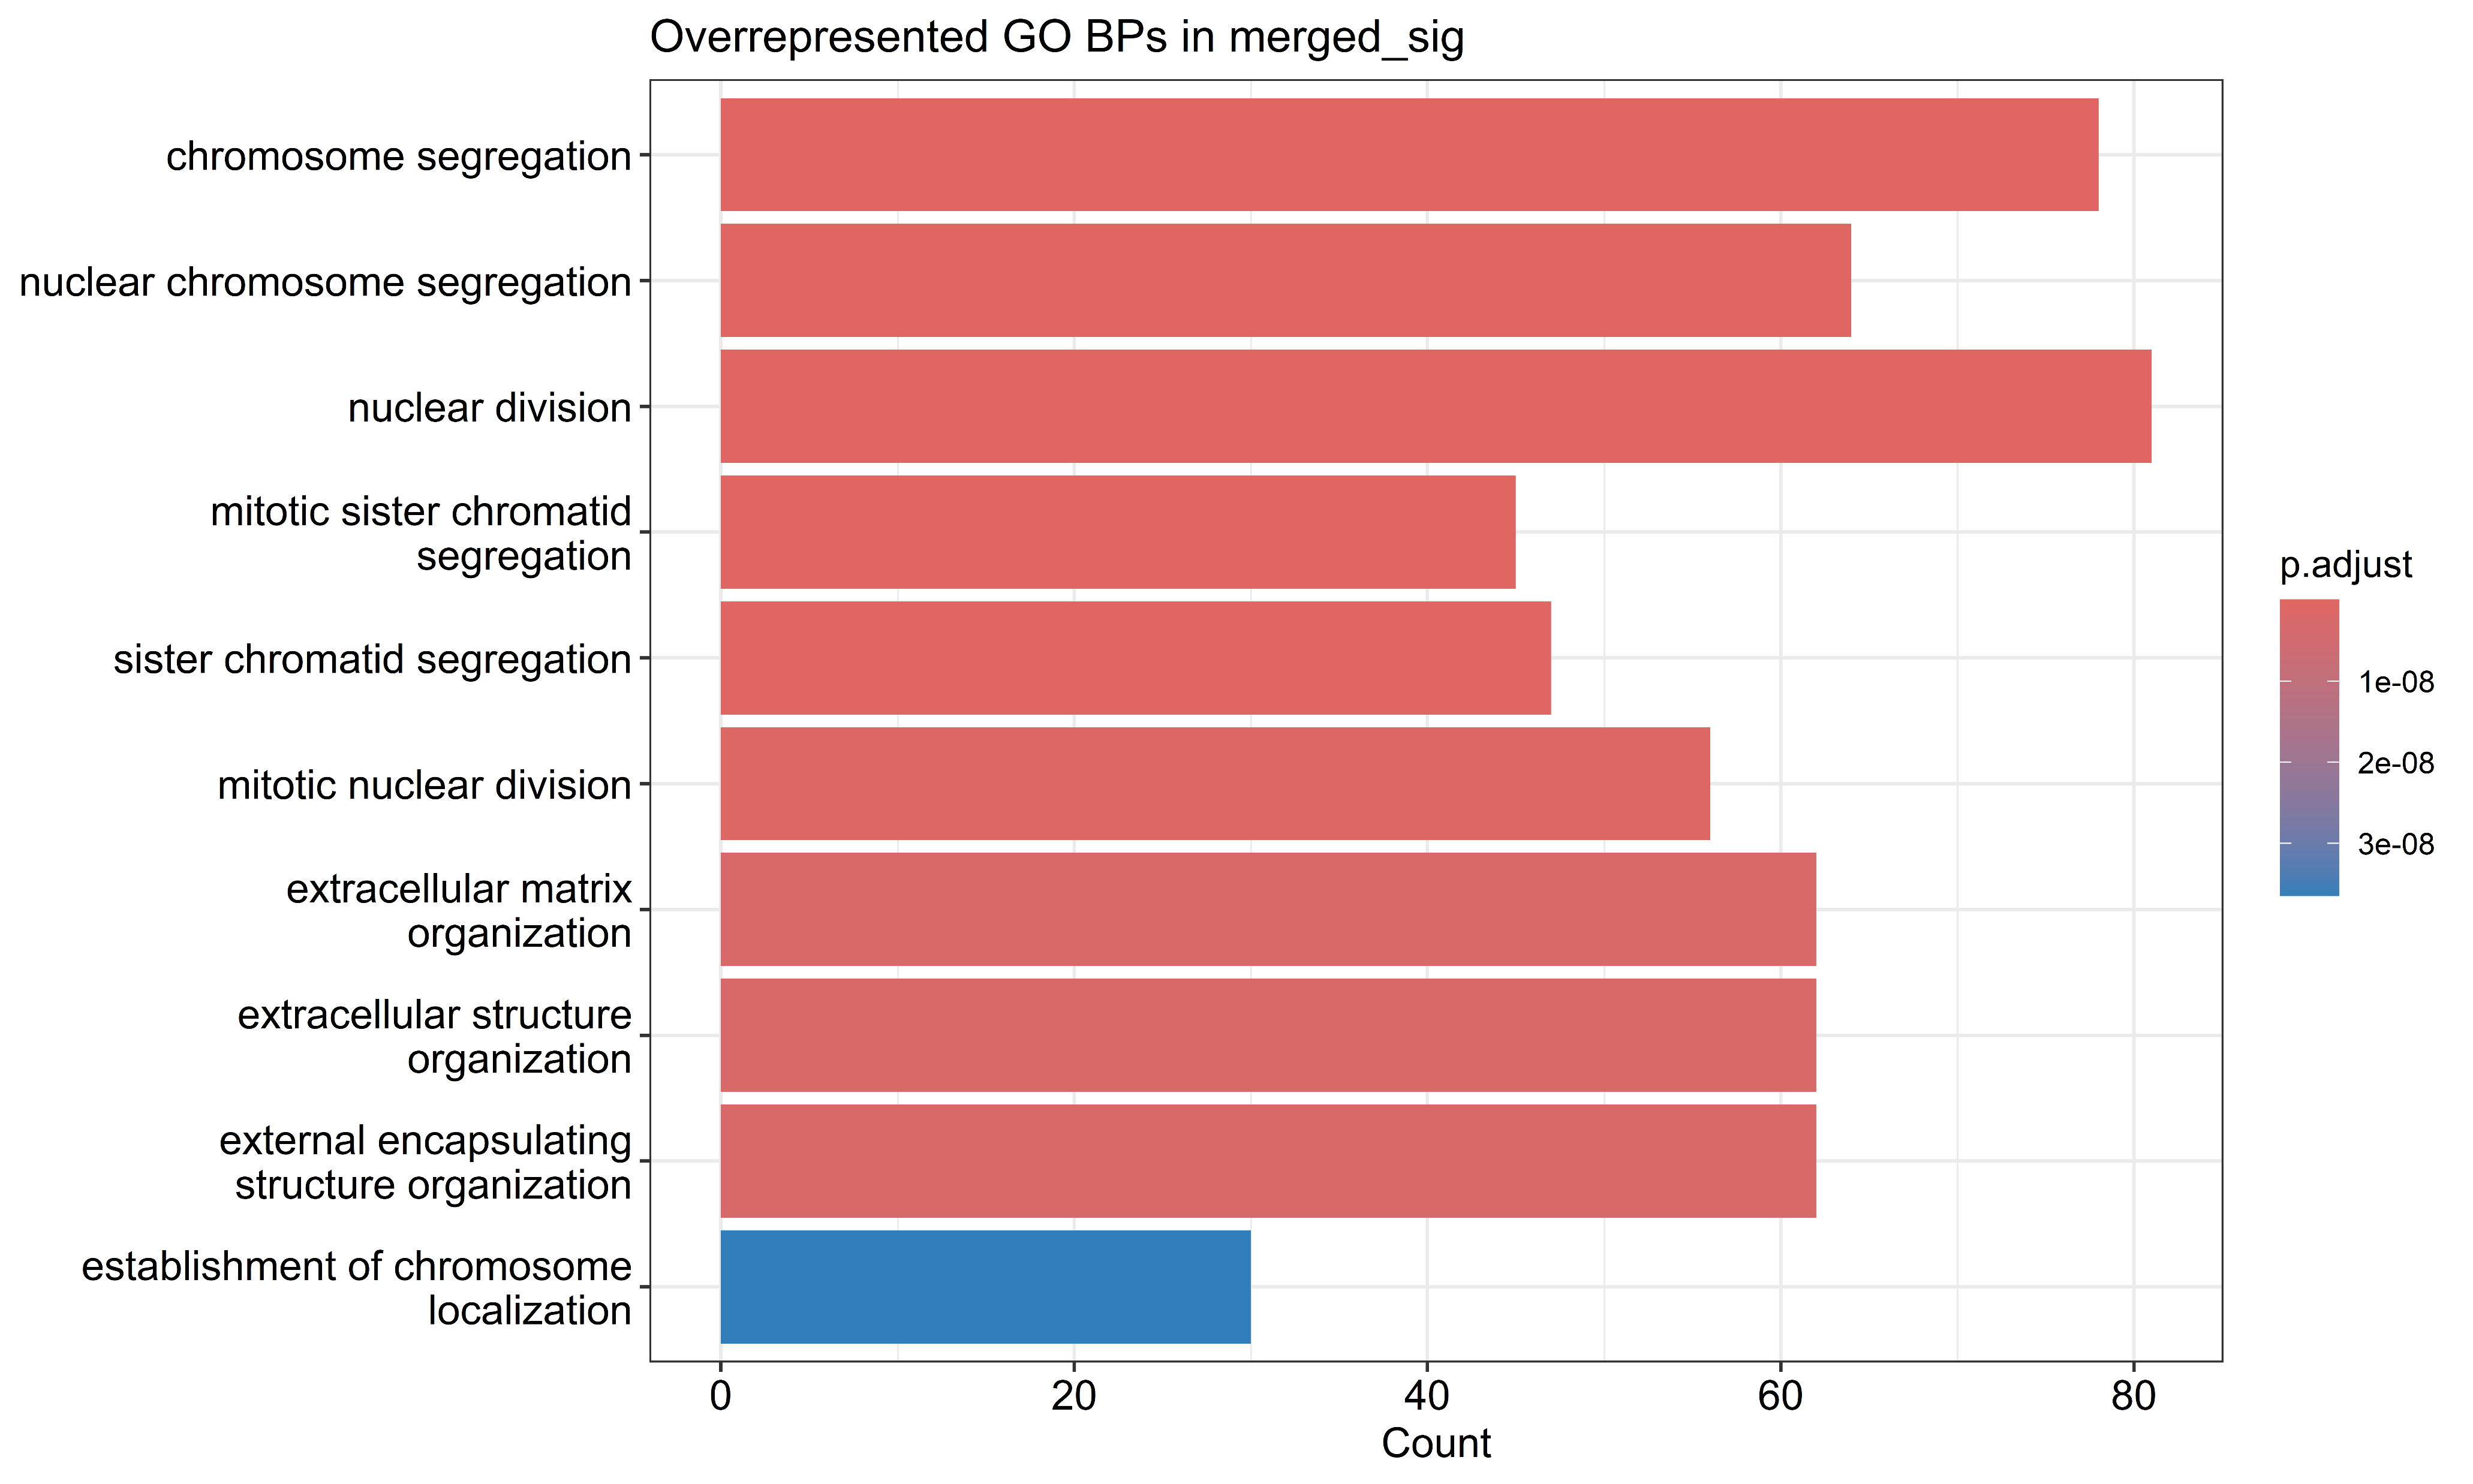 Overrepresented GO BPs in merged_sig
chromosome segregation
nuclear chromosome segregation
nuclear division
mitotic sister chromatid
segregation
sister chromatid segregation
mitotic nuclear division
extracellular matrix
organization
extracellular structure
organization
external encapsulating
structure organization
establishment of chromosome
localization
0 20 40 60 80
Count
p.adjust
1e-08
2e-08
3e-08